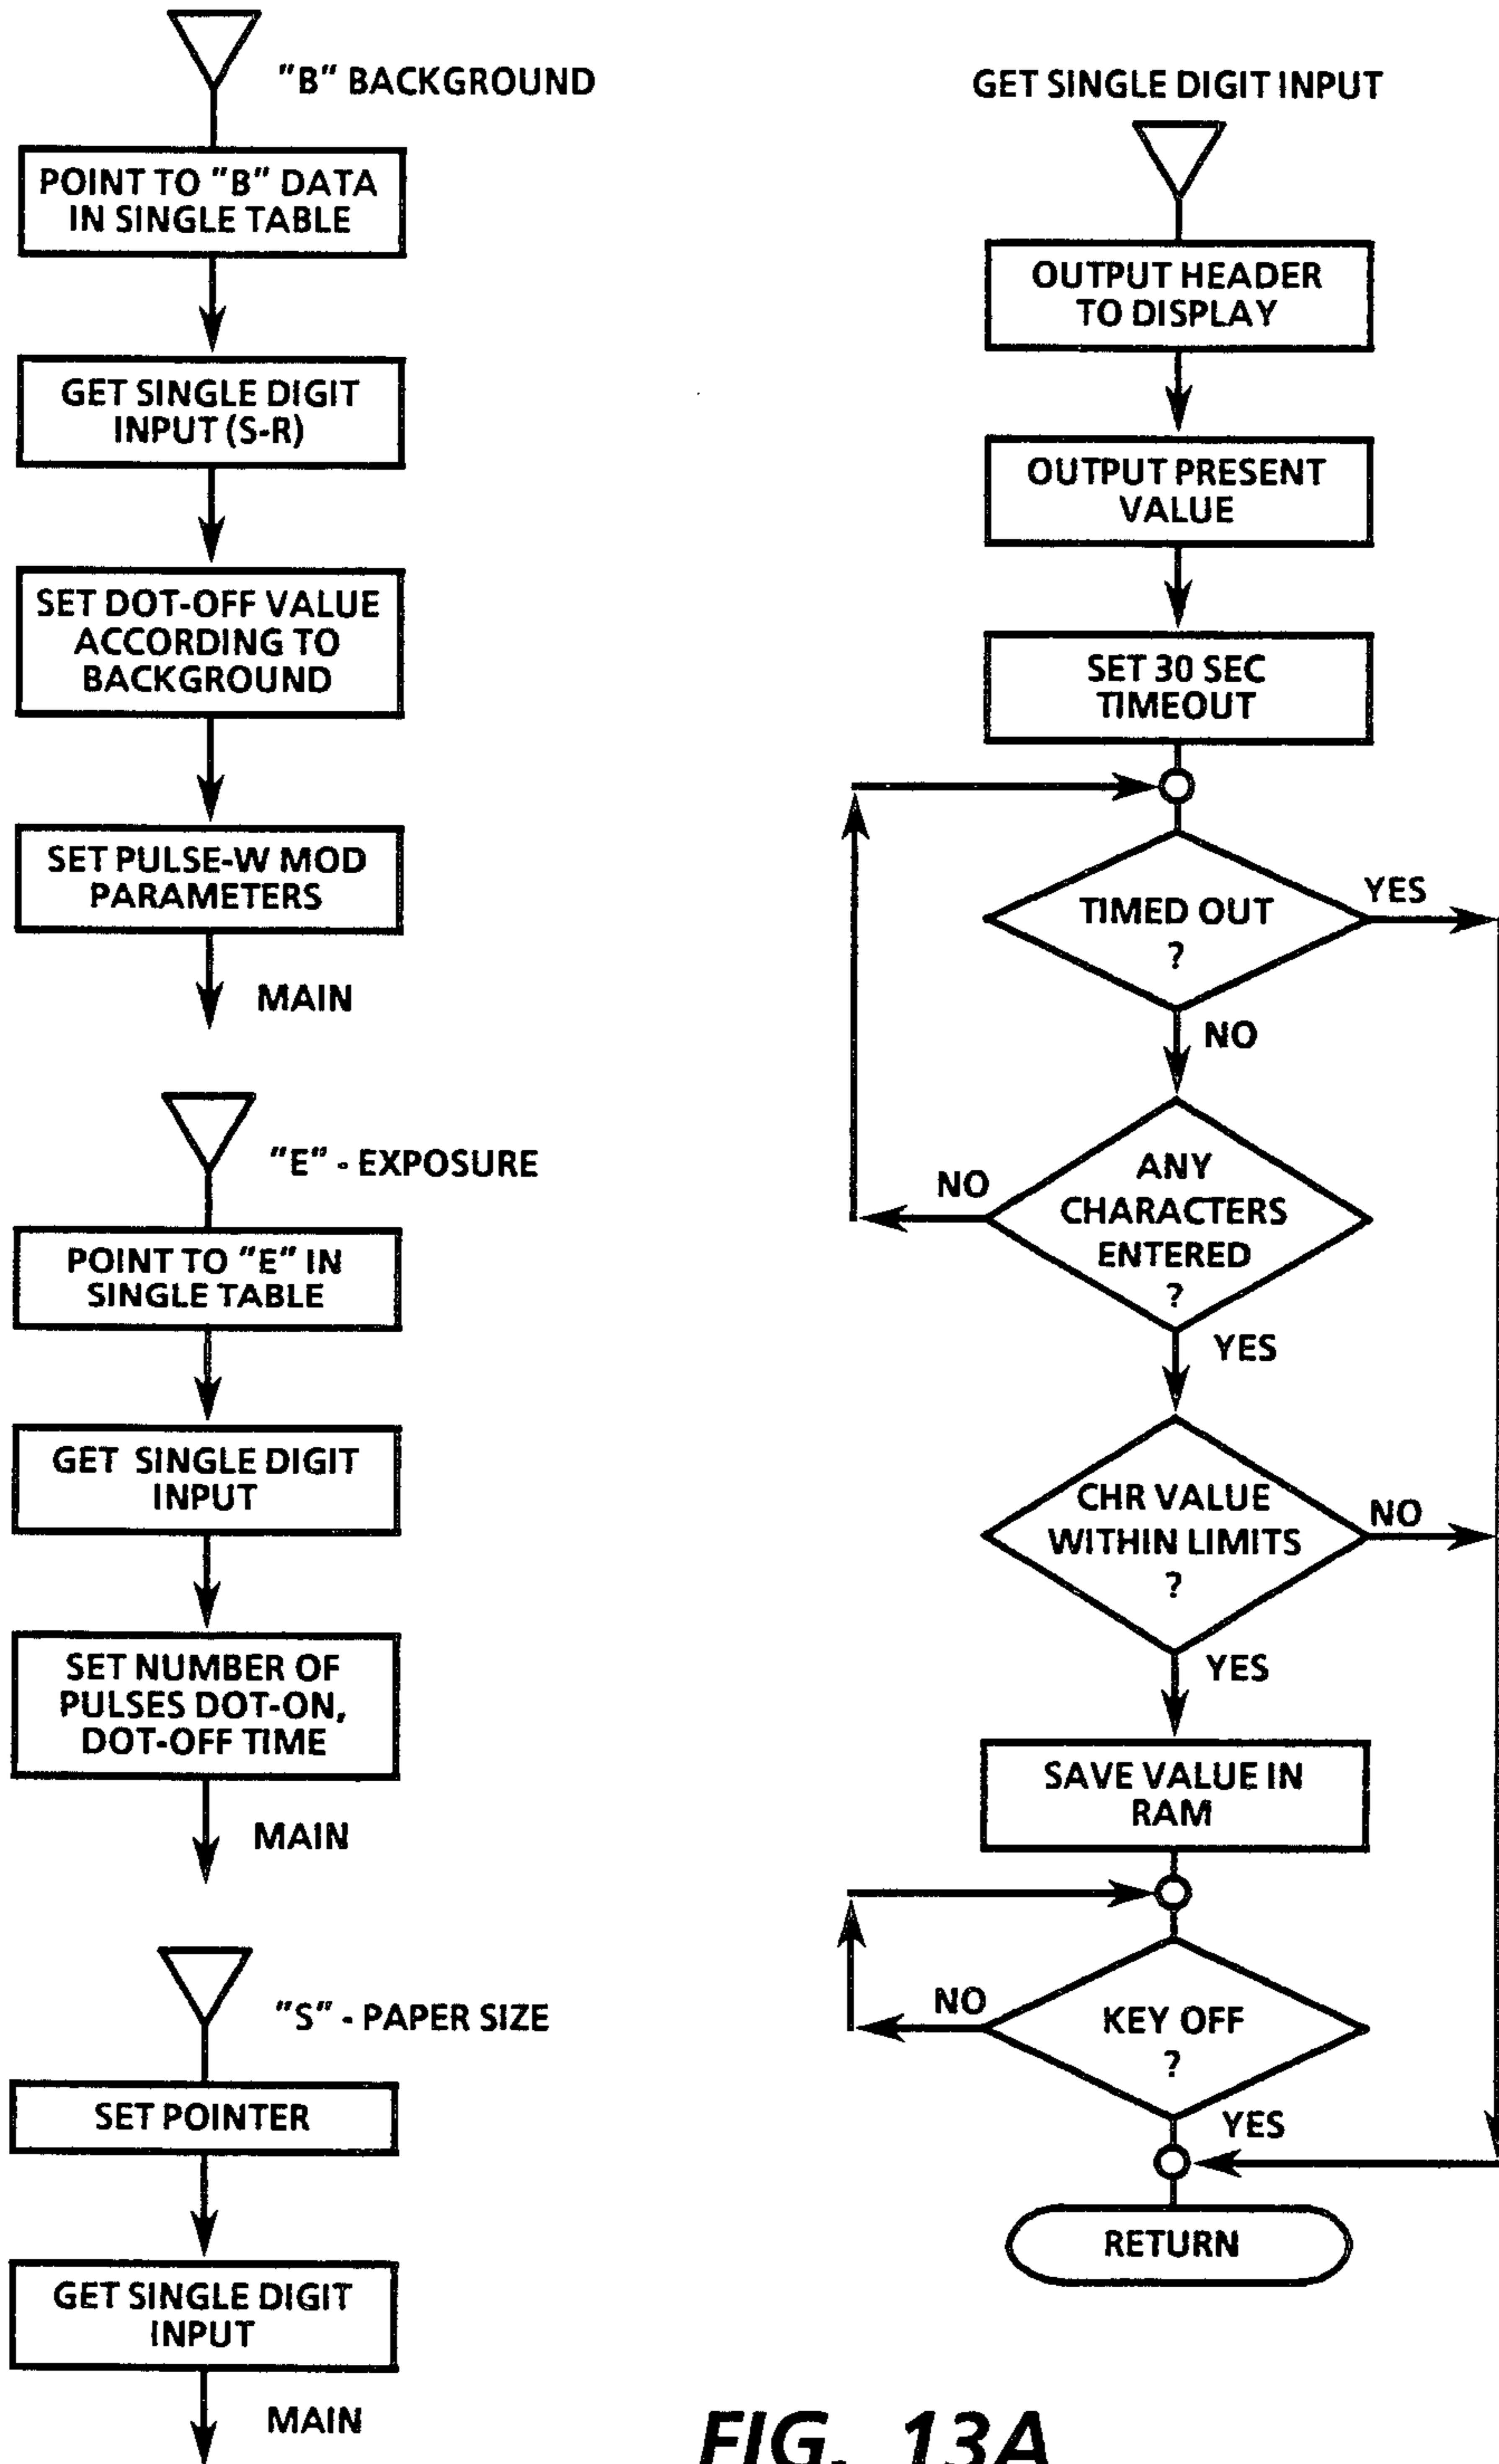 "B" BACKGROUND
POINT TO "B" DATA
IN SINGLE TABLE
GET SINGLE DIGIT
INPUT (S-R)
SET DOT-OFF VALUE
ACCORDING TO
BACKGROUND
SET PULSE-W MOD
PARAMETERS
MAIN
"E" - EXPOSURE
POINT TO "E" IN
SINGLE TABLE
GET SINGLE DIGIT
INPUT
SET NUMBER OF
PULSES DOT-ON,
DOT-OFF TIME
MAIN
"S" - PAPER SIZE
SET POINTER
GET SINGLE DIGIT
INPUT
MAIN
GET SINGLE DIGIT INPUT
OUTPUT HEADER
TO DISPLAY
OUTPUT PRESENT
VALUE
SET 30 SEC
TIMEOUT
TIMED OUT
?
YES
NO
ANY
CHARACTERS
ENTERED
?
NO
YES
CHR VALUE
WITHIN LIMITS
?
NO
YES
SAVE VALUE IN
RAM
KEY OFF
?
NO
YES
RETURN
FIG. 13A